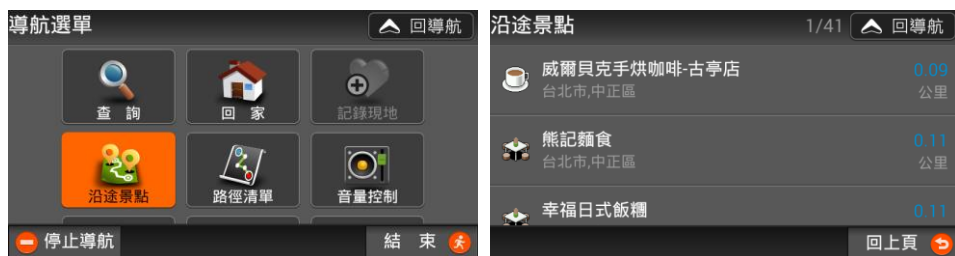 導航選單
回導航
查 詢
回 家
記錄現地
沿途景點
路徑清單
音量控制
停止導航
結 束
沿途景點
1/41
回導航
威爾貝克手烘咖啡-古亭店
0.09
台北市,中正區
公里
熊記麵食
0.11
台北市,中正區
公里
幸福日式飯糰
0.11
回上頁